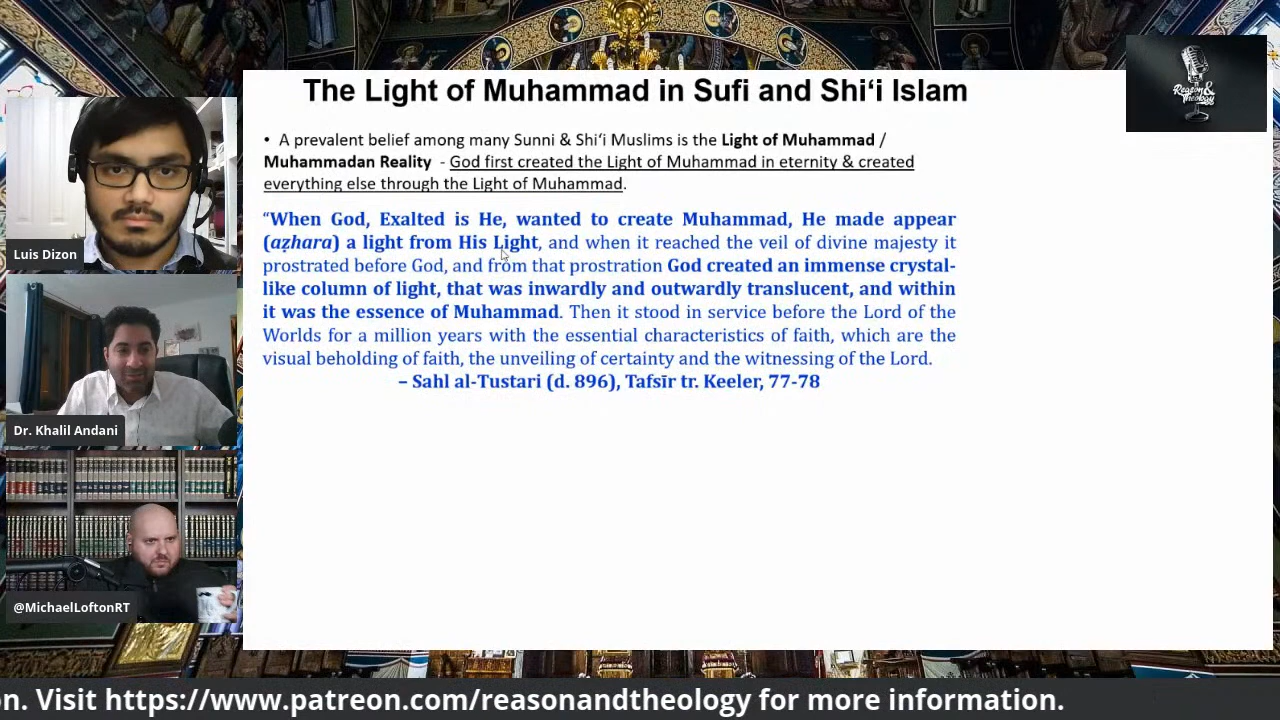 The Light of Muhammad in Sufi and Shi‘i Islam
• A prevalent belief among many Sunni & Shi‘i Muslims is the Light of Muhammad /
Muhammadan Reality - God first created the Light of Muhammad in eternity & created
everything else through the Light of Muhammad.
“When God, Exalted is He, wanted to create Muhammad, He made appear
(aẓhara) a light from His Light, and when it reached the veil of divine majesty it
prostrated before God, and from that prostration God created an immense crystal-
like column of light, that was inwardly and outwardly translucent, and within
it was the essence of Muhammad. Then it stood in service before the Lord of the
Worlds for a million years with the essential characteristics of faith, which are the
visual beholding of faith, the unveiling of certainty and the witnessing of the Lord.
– Sahl al-Tustari (d. 896), Tafsīr tr. Keeler, 77-78
Reason &
Theology
Luis Dizon
Dr. Khalil Andani
@MichaelLoftonRT
on. Visit https://www.patreon.com/reasonandtheology for more information.